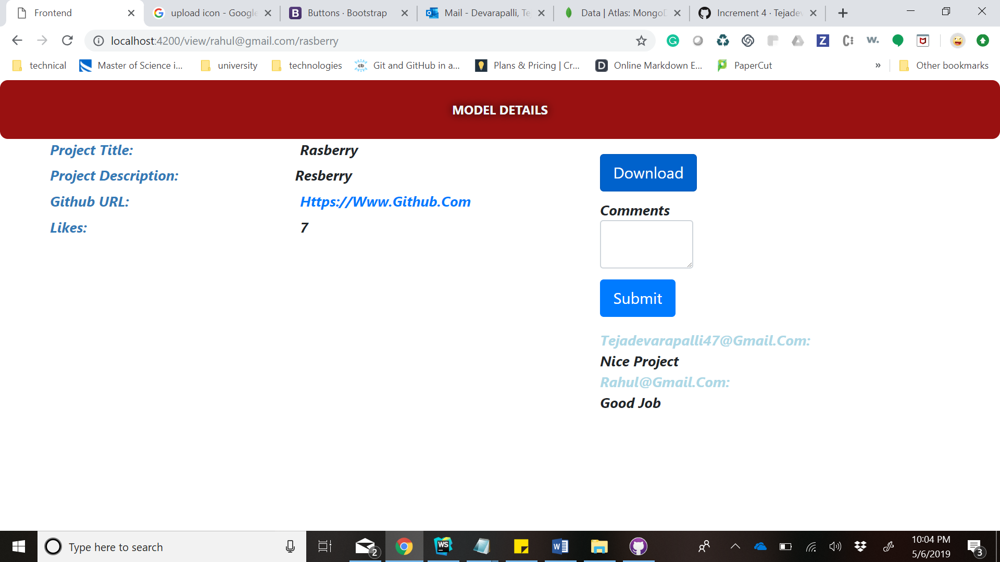 Frontend
upload icon - Google
Buttons · Bootstrap
Mail - Devarapalli, Te
Data | Atlas: MongoD
Increment 4 · Tejadev
localhost:4200/view/rahul@gmail.com/rasberry
technical
Master of Science i...
university
technologies
Git and GitHub in a...
Plans & Pricing | Cr...
Online Markdown E...
PaperCut
»
Other bookmarks
MODEL DETAILS
Project Title: Rasberry
Project Description: Resberry
Github URL: Https://Www.Github.Com
Likes: 7
Download
Comments
Submit
Tejadevarapalli47@Gmail.Com:
Nice Project
Rahul@Gmail.Com:
Good Job
Type here to search
2
WS
W
10:04 PM
5/6/2019
3